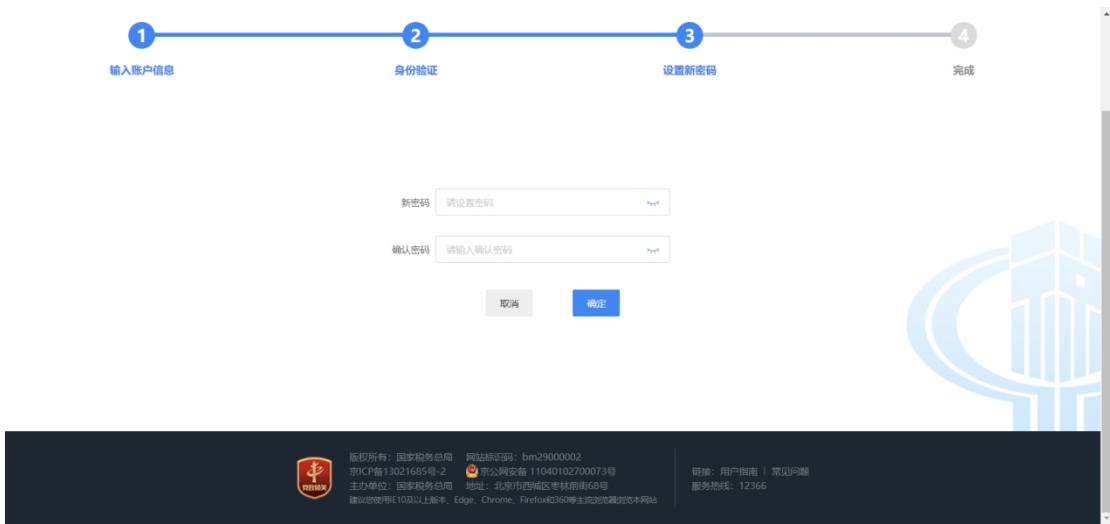 1 2 3 4
输入账户信息 身份验证 设置新密码 完成
新密码 请设置密码
确认密码 请输入确认密码
取消 确定
版权所有：国家税务总局 网站标识码：bm29000002
京ICP备13021685号-2 京公网安备 11040102700073号
主办单位：国家税务总局 地址：北京市西城区枣林前街68号
建议您使用IE10及以上版本、Edge、Chrome、Firefox和360等主流浏览器浏览本网站
党政机关
链接：用户指南 | 常见问题
服务热线：12366